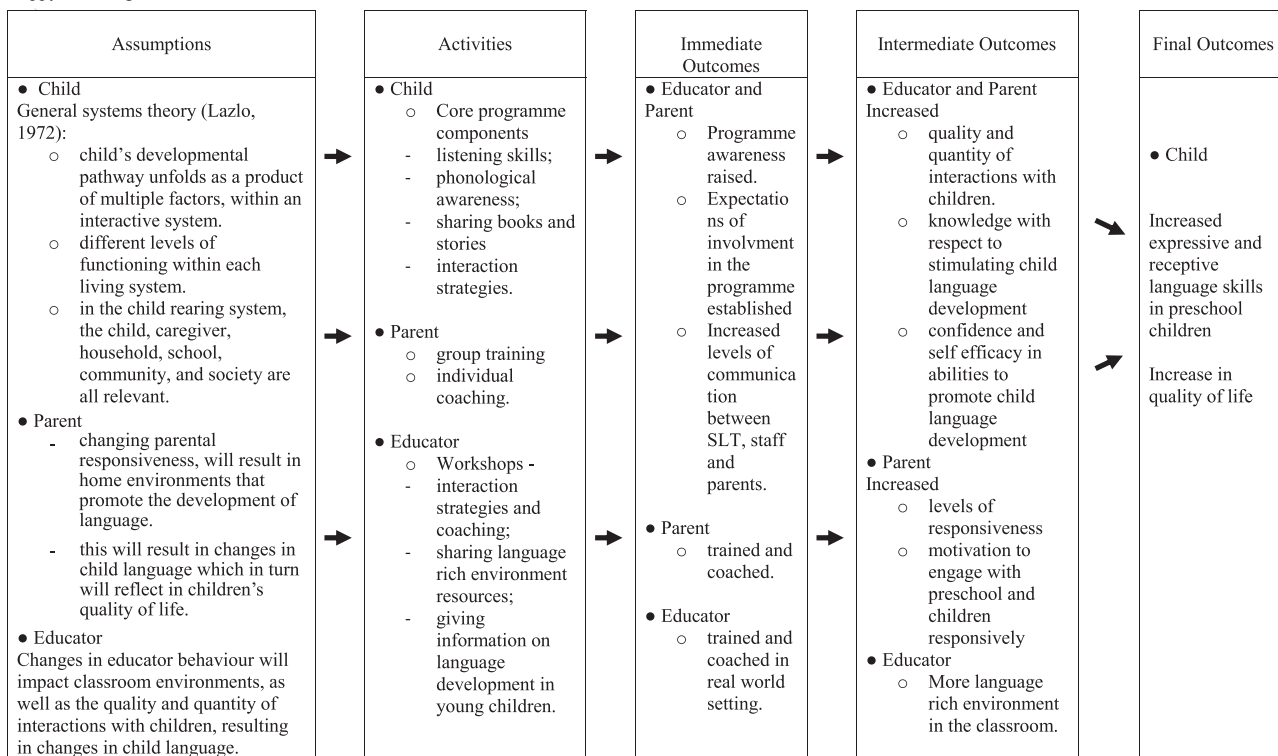 Assumptions
● Child
General systems theory (Lazlo,
1972):
o child's developmental
pathway unfolds as a product
of multiple factors, within an
interactive system.
o different levels of
functioning within each
living system.
o in the child rearing system,
the child, caregiver,
household, school,
community, and society are
all relevant.
● Parent
- changing parental
responsiveness, will result in
home environments that
promote the development of
language.
- this will result in changes in
child language which in turn
will reflect in children's
quality of life.
● Educator
Changes in educator behaviour will
impact classroom environments, as
well as the quality and quantity of
interactions with children, resulting
in changes in child language.
Activities
● Child
o Core programme
components
- listening skills;
- phonological
awareness;
- sharing books and
stories
- interaction
strategies.
● Parent
o group training
o individual
coaching.
● Educator
o Workshops -
- interaction
strategies and
coaching;
- sharing language
rich environment
resources;
- giving
information on
language
development in
young children.
Immediate
Outcomes
● Educator and
Parent
o Programme
awareness
raised.
o Expectatio
ns of
involvment
in the
programme
established
o Increased
levels of
communica
tion
between
SLT, staff
and
parents.
● Parent
o trained and
coached.
● Educator
o trained and
coached in
real world
setting.
Intermediate Outcomes
● Educator and Parent
Increased
o quality and
quantity of
interactions with
children.
o knowledge with
respect to
stimulating child
language
development
o confidence and
self efficacy in
abilities to
promote child
language
development
● Parent
Increased
o levels of
responsiveness
o motivation to
engage with
preschool and
children
responsively
● Educator
o More language
rich environment
in the classroom.
Final Outcomes
● Child
Increased
expressive and
receptive
language skills
in preschool
children
Increase in
quality of life